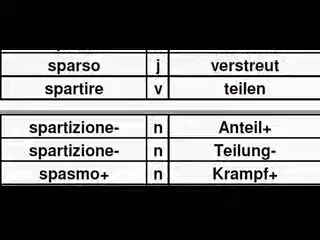 sparso j verstreut
spartire v teilen
spartizione- n Anteil+
spartizione- n Teilung-
spasmo+ n Krampf+